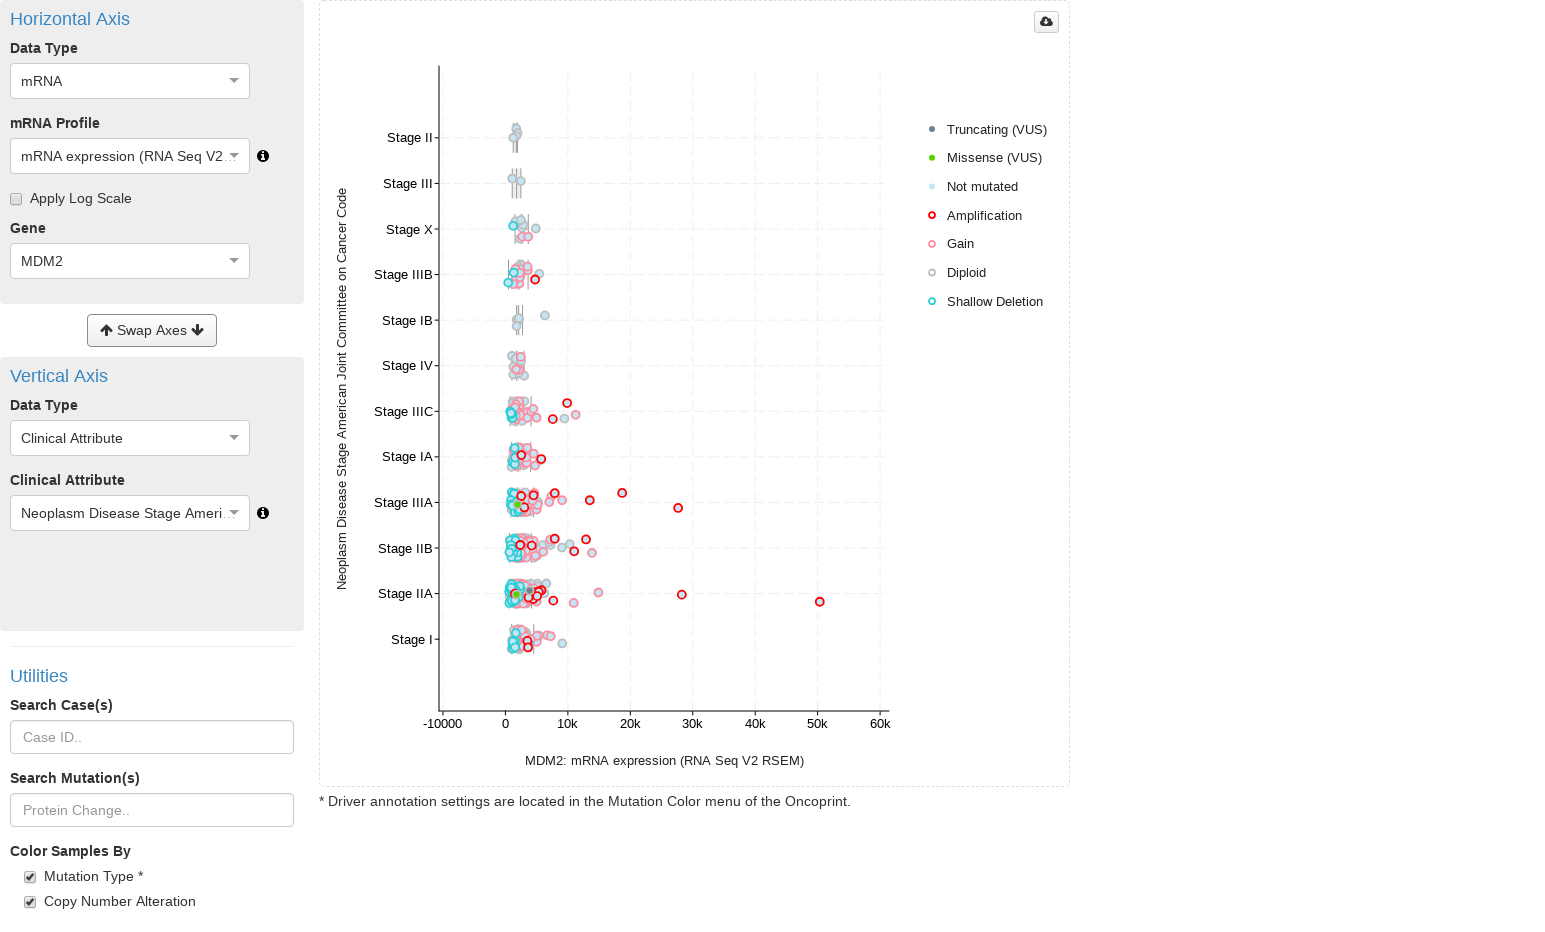 Horizontal Axis
Data Type
mRNA
mRNA Profile
mRNA expression (RNA Seq V2...
Apply Log Scale
Gene
MDM2
Swap Axes
Vertical Axis
Data Type
Clinical Attribute
Clinical Attribute
Neoplasm Disease Stage Ameri...
Utilities
Search Case(s)
Case ID..
Search Mutation(s)
Protein Change..
Color Samples By
Mutation Type *
Copy Number Alteration
Neoplasm Disease Stage American Joint Committee on Cancer Code
Stage II
Stage III
Stage X
Stage IIIB
Stage IB
Stage IV
Stage IIIC
Stage IA
Stage IIIA
Stage IIB
Stage IIA
Stage I
-10000 0 10k 20k 30k 40k 50k 60k
MDM2: mRNA expression (RNA Seq V2 RSEM)
Truncating (VUS)
Missense (VUS)
Not mutated
Amplification
Gain
Diploid
Shallow Deletion
* Driver annotation settings are located in the Mutation Color menu of the Oncoprint.